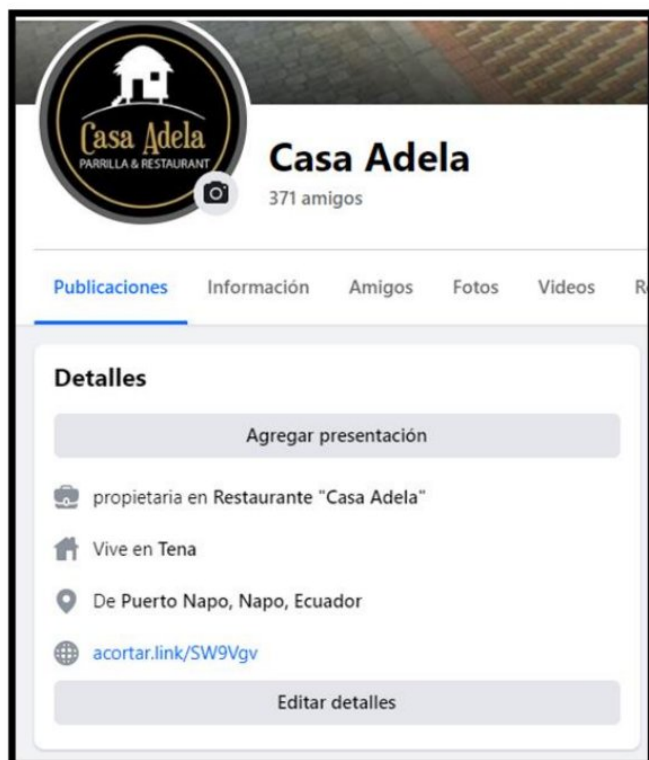 Casa Adela
PARRILLA & RESTAURANT
Casa Adela
371 amigos
Publicaciones Información Amigos Fotos Videos
Detalles
Agregar presentación
propietaria en Restaurante "Casa Adela"
Vive en Tena
De Puerto Napo, Napo, Ecuador
acortar.link/SW9Vgv
Editar detalles